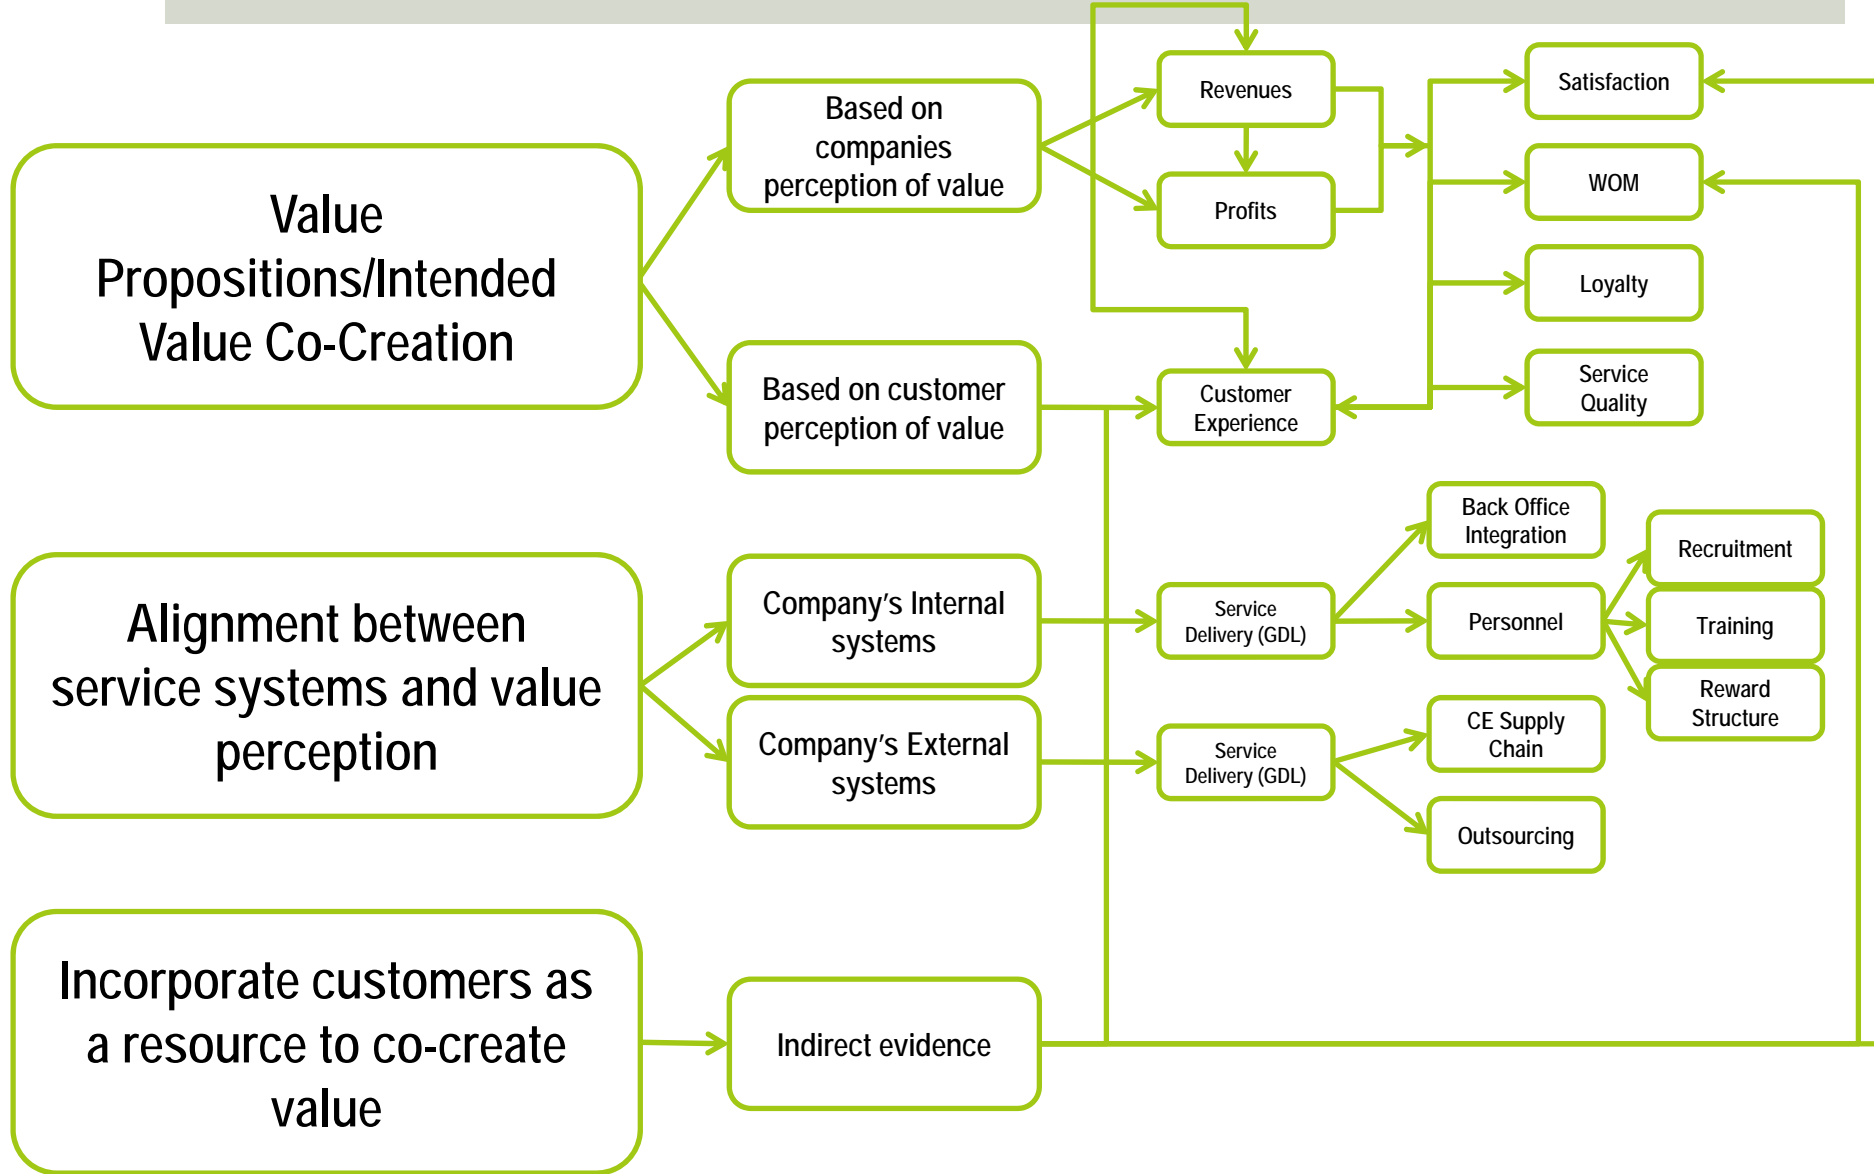 Value
Propositions/Intended
Value Co-Creation
Based on
companies
perception of value
Based on customer
perception of value
Revenues
Profits
Customer
Experience
Satisfaction
WOM
Loyalty
Service
Quality
Alignment between
service systems and value
perception
Company's Internal
systems
Company's External
systems
Service
Delivery (GDL)
Service
Delivery (GDL)
Back Office
Integration
Personnel
CE Supply
Chain
Outsourcing
Recruitment
Training
Reward
Structure
Incorporate customers as
a resource to co-create
value
Indirect evidence